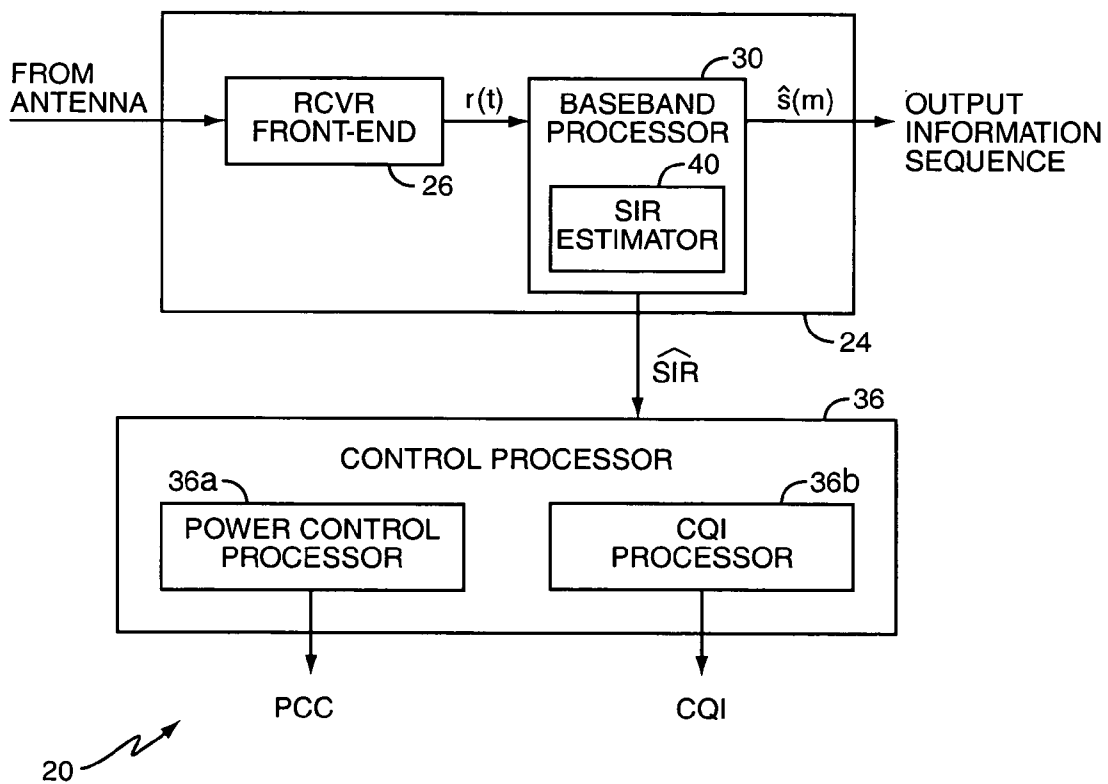 FROM
ANTENNA
RCVR
FRONT-END
26
r(t)
30
BASEBAND
PROCESSOR
40
SIR
ESTIMATOR
ŝ(m)
OUTPUT
INFORMATION
SEQUENCE
24
\widehat{SIR}
36
CONTROL PROCESSOR
36a
POWER CONTROL
PROCESSOR
36b
CQI
PROCESSOR
PCC
CQI
20